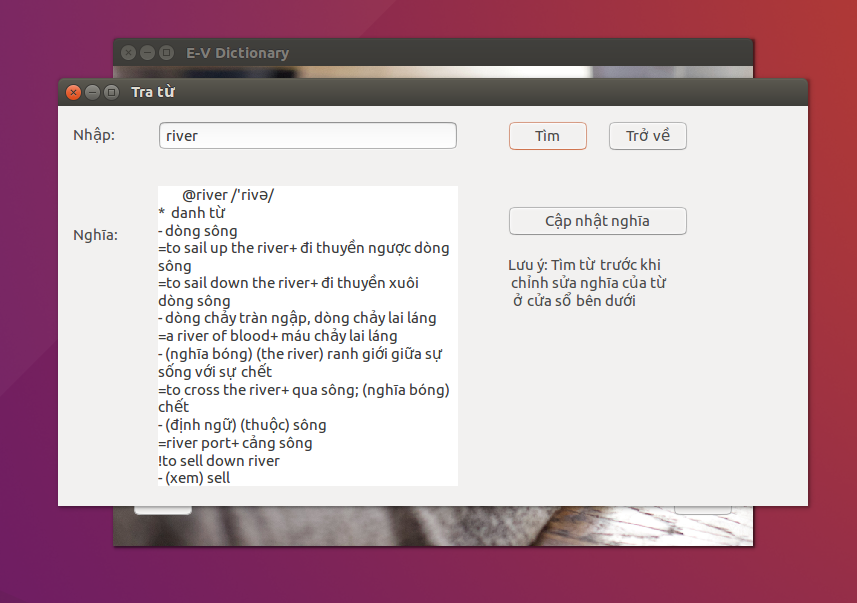 E-V Dictionary
Tra từ
Nhập:
river
Tìm
Trở về
Nghĩa:
@river /'rivə/
* danh từ
- dòng sông
=to sail up the river+ đi thuyền ngược dòng
sông
=to sail down the river+ đi thuyền xuôi
dòng sông
- dòng chảy tràn ngập, dòng chảy lai láng
=a river of blood+ máu chảy lai láng
- (nghĩa bóng) (the river) ranh giới giữa sự
sống với sự chết
=to cross the river+ qua sông; (nghĩa bóng)
chết
- (định ngữ) (thuộc) sông
=river port+ cảng sông
!to sell down river
- (xem) sell
Cập nhật nghĩa
Lưu ý: Tìm từ trước khi
chỉnh sửa nghĩa của từ
ở cửa sổ bên dưới